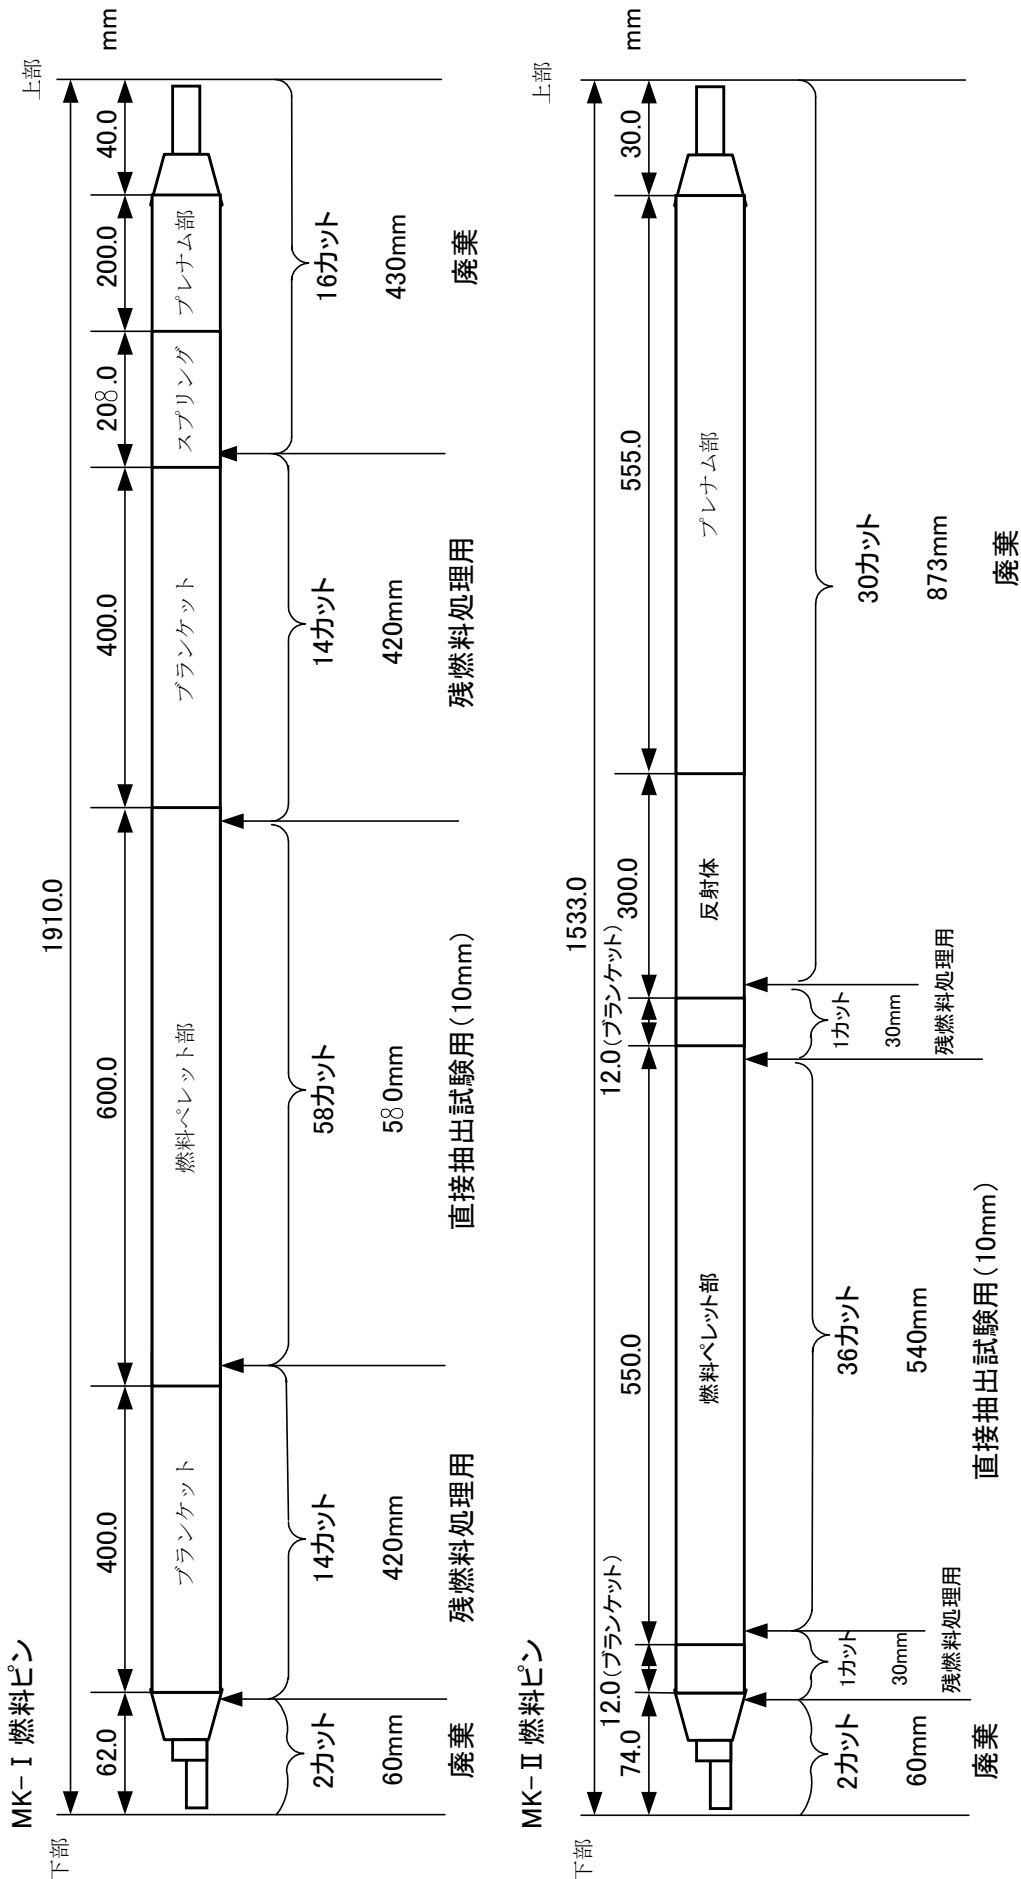 MK-Ⅰ 燃料ピン
下部
上部
mm
1910.0
62.0
400.0
600.0
400.0
208.0
200.0
40.0
ブランケット
燃料ペレット部
ブランケット
スプリング
プレナム部
2カット
60mm
廃棄
14カット
420mm
残燃料処理用
58カット
580mm
直接抽出試験用(10mm)
14カット
420mm
残燃料処理用
16カット
430mm
廃棄
MK-Ⅱ 燃料ピン
下部
上部
mm
1533.0
74.0
12.0(ブランケット)
550.0
12.0(ブランケット)
300.0
555.0
30.0
燃料ペレット部
反射体
プレナム部
2カット
60mm
廃棄
1カット
30mm
残燃料処理用
36カット
540mm
直接抽出試験用(10mm)
1カット
30mm
残燃料処理用
30カット
873mm
廃棄